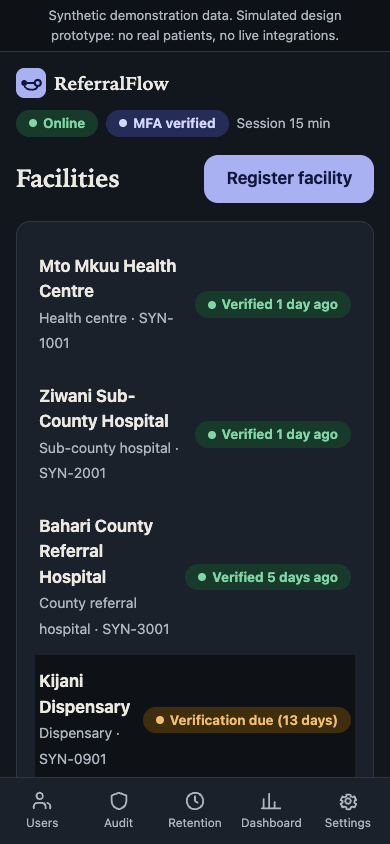 Synthetic demonstration data. Simulated design
prototype: no real patients, no live integrations.
ReferralFlow
Online
MFA verified
Session 15 min
Facilities
Register facility
Mto Mkuu Health
Centre
Health centre · SYN-
1001
Verified 1 day ago
Ziwani Sub-
County Hospital
Sub-county hospital ·
SYN-2001
Verified 1 day ago
Bahari County
Referral
Hospital
County referral
hospital · SYN-3001
Verified 5 days ago
Kijani
Dispensary
Dispensary ·
SYN-0901
Verification due (13 days)
Users
Audit
Retention
Dashboard
Settings